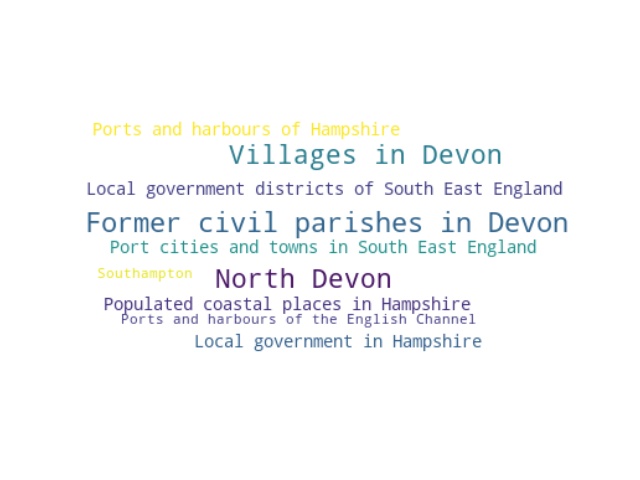 Ports and harbours of Hampshire
Villages in Devon
Local government districts of South East England
Former civil parishes in Devon
Port cities and towns in South East England
Southampton
North Devon
Populated coastal places in Hampshire
Ports and harbours of the English Channel
Local government in Hampshire